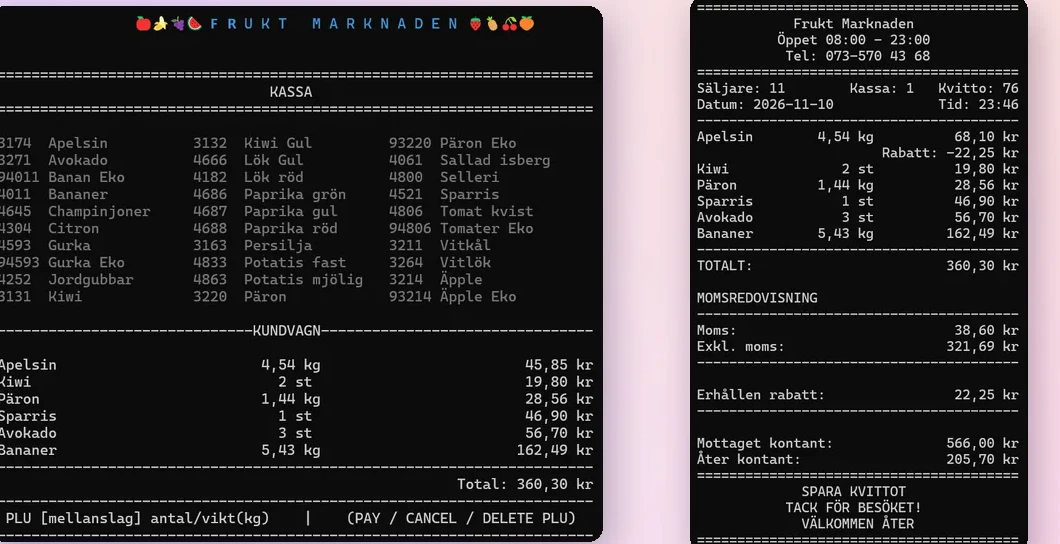 FRUKT MARKNADEN
================================================================
KASSA
================================================================
3174 Apelsin 3132 Kiwi Gul 93220 Päron Eko
3271 Avokado 4666 Lök Gul 4061 Sallad isberg
94011 Banan Eko 4182 Lök röd 4800 Selleri
4011 Bananer 4686 Paprika grön 4521 Sparris
4645 Champinjoner 4687 Paprika gul 4806 Tomat kvist
4304 Citron 4688 Paprika röd 94806 Tomater Eko
4593 Gurka 3163 Persilja 3211 Vitkål
94593 Gurka Eko 4833 Potatis fast 3264 Vitlök
4252 Jordgubbar 4863 Potatis mjölig 3214 Äpple
3131 Kiwi 3220 Päron 93214 Äpple Eko
KUNDVAGN
Apelsin 4,54 kg 45,85 kr
Kiwi 2 st 19,80 kr
Päron 1,44 kg 28,56 kr
Sparris 1 st 46,90 kr
Avokado 3 st 56,70 kr
Bananer 5,43 kg 162,49 kr
Total: 360,30 kr
PLU [mellanslag] antal/vikt(kg) | (PAY / CANCEL / DELETE PLU)
Frukt Marknaden
Öppet 08:00 - 23:00
Tel: 073-570 43 68
Säljare: 11 Kassa: 1 Kvitto: 76
Datum: 2026-11-10 Tid: 23:46
Apelsin 4,54 kg 68,10 kr
Rabatt: -22,25 kr
Kiwi 2 st 19,80 kr
Päron 1,44 kg 28,56 kr
Sparris 1 st 46,90 kr
Avokado 3 st 56,70 kr
Bananer 5,43 kg 162,49 kr
TOTALT: 360,30 kr
MOMSREDOVISNING
Moms: 38,60 kr
Exkl. moms: 321,69 kr
Erhållen rabatt: 22,25 kr
Mottaget kontant: 566,00 kr
Åter kontant: 205,70 kr
SPARA KVITTOT
TACK FÖR BESÖKET!
VÄLKOMMEN ÅTER